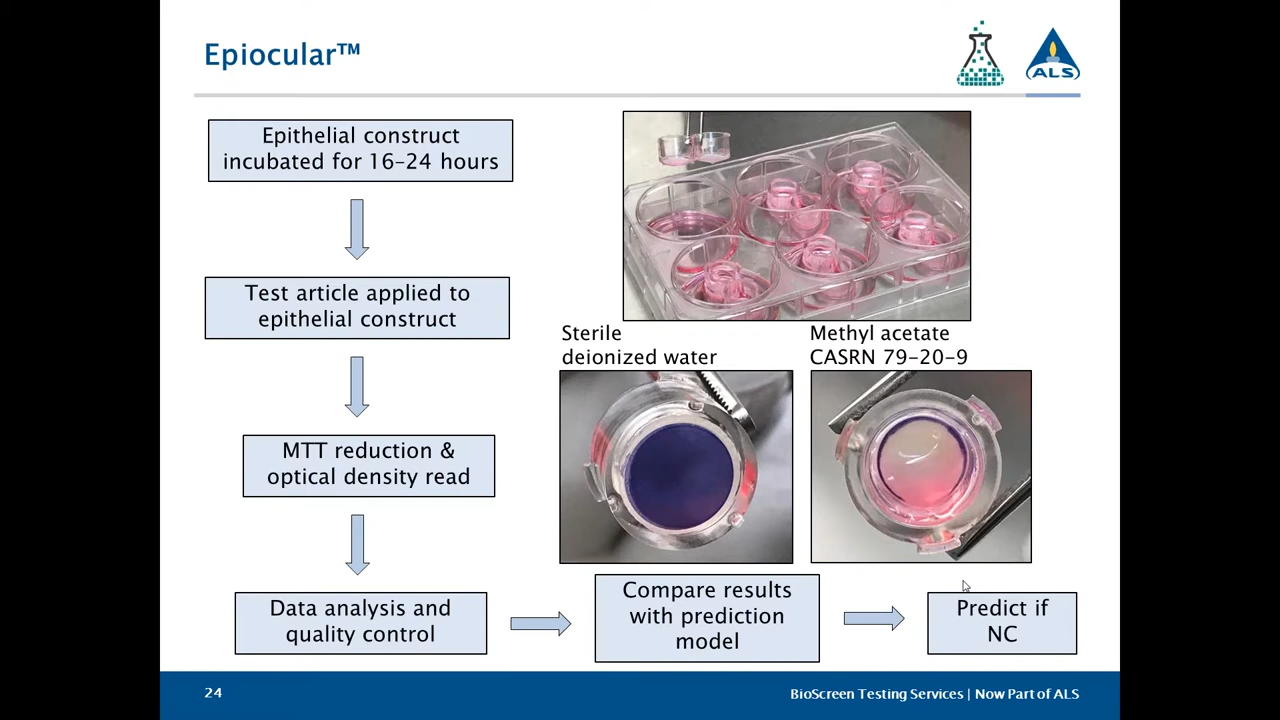 Epiocular™
ALS
Epithelial construct
incubated for 16–24 hours
Test article applied to
epithelial construct
MTT reduction &
optical density read
Data analysis and
quality control
Sterile
deionized water
Methyl acetate
CASRN 79–20–9
Compare results
with prediction
model
Predict if
NC
24
BioScreen Testing Services | Now Part of ALS